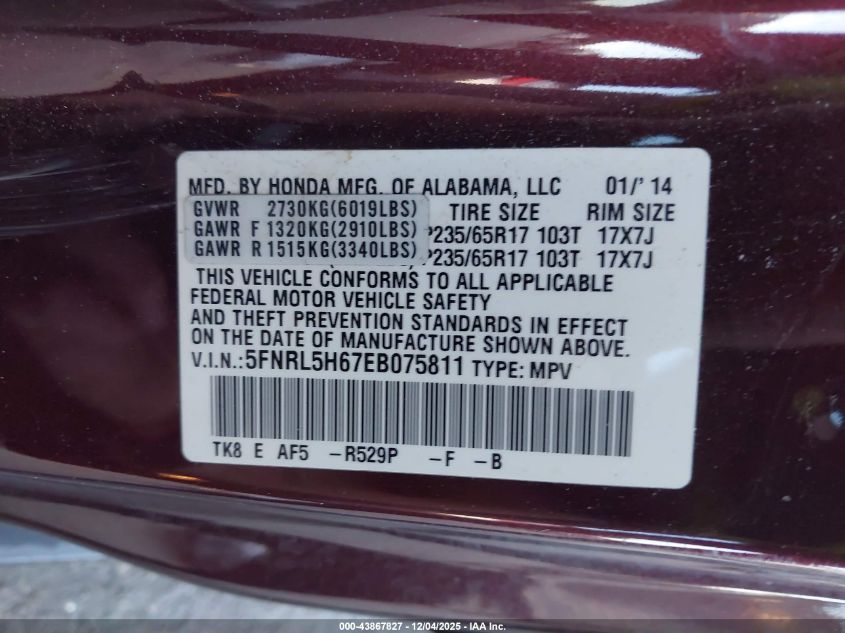 MFD. BY HONDA MFG. OF ALABAMA, LLC 01/'14
GVWR 2730KG(6019LBS) TIRE SIZE RIM SIZE
GAWR F 1320KG(2910LBS) P235/65R17 103T 17X7J
GAWR R 1515KG(3340LBS) P235/65R17 103T 17X7J
THIS VEHICLE CONFORMS TO ALL APPLICABLE
FEDERAL MOTOR VEHICLE SAFETY
AND THEFT PREVENTION STANDARDS IN EFFECT
ON THE DATE OF MANUFACTURE SHOWN ABOVE.
V.I.N.:5FNRL5H67EB075811 TYPE: MPV
TK8 E AF5 -R529P -F -B
000-43867827 - 12/04/2025 - © IAA, Inc.